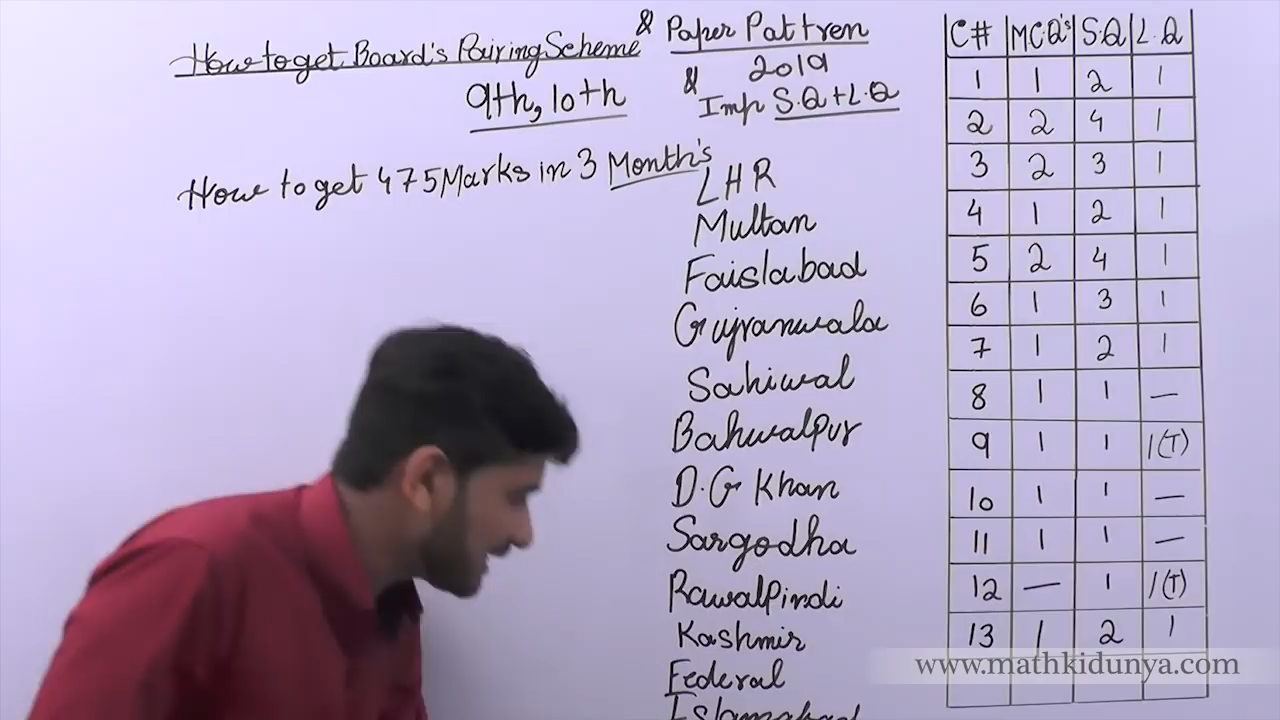 How to get Board's Pairing Scheme & Paper Pattren
9th, 10th & 2019
Imp S.Q + L.Q
How to get 475 Marks in 3 Month's
LHR
Multan
Faislabad
Gujranwala
Sahiwal
Bahwalpur
D.G Khan
Sargodha
RawalPindi
Kashmir
Federal
Islamabad
C# MCQ's S.Q L.Q
1 1 2 1
2 2 4 1
3 2 3 1
4 1 2 1
5 2 4 1
6 1 3 1
7 1 2 1
8 1 1 —
9 1 1 1(T)
10 1 1 —
11 1 1 —
12 — 1 1(T)
13 1 2 1
www.mathkidunya.com